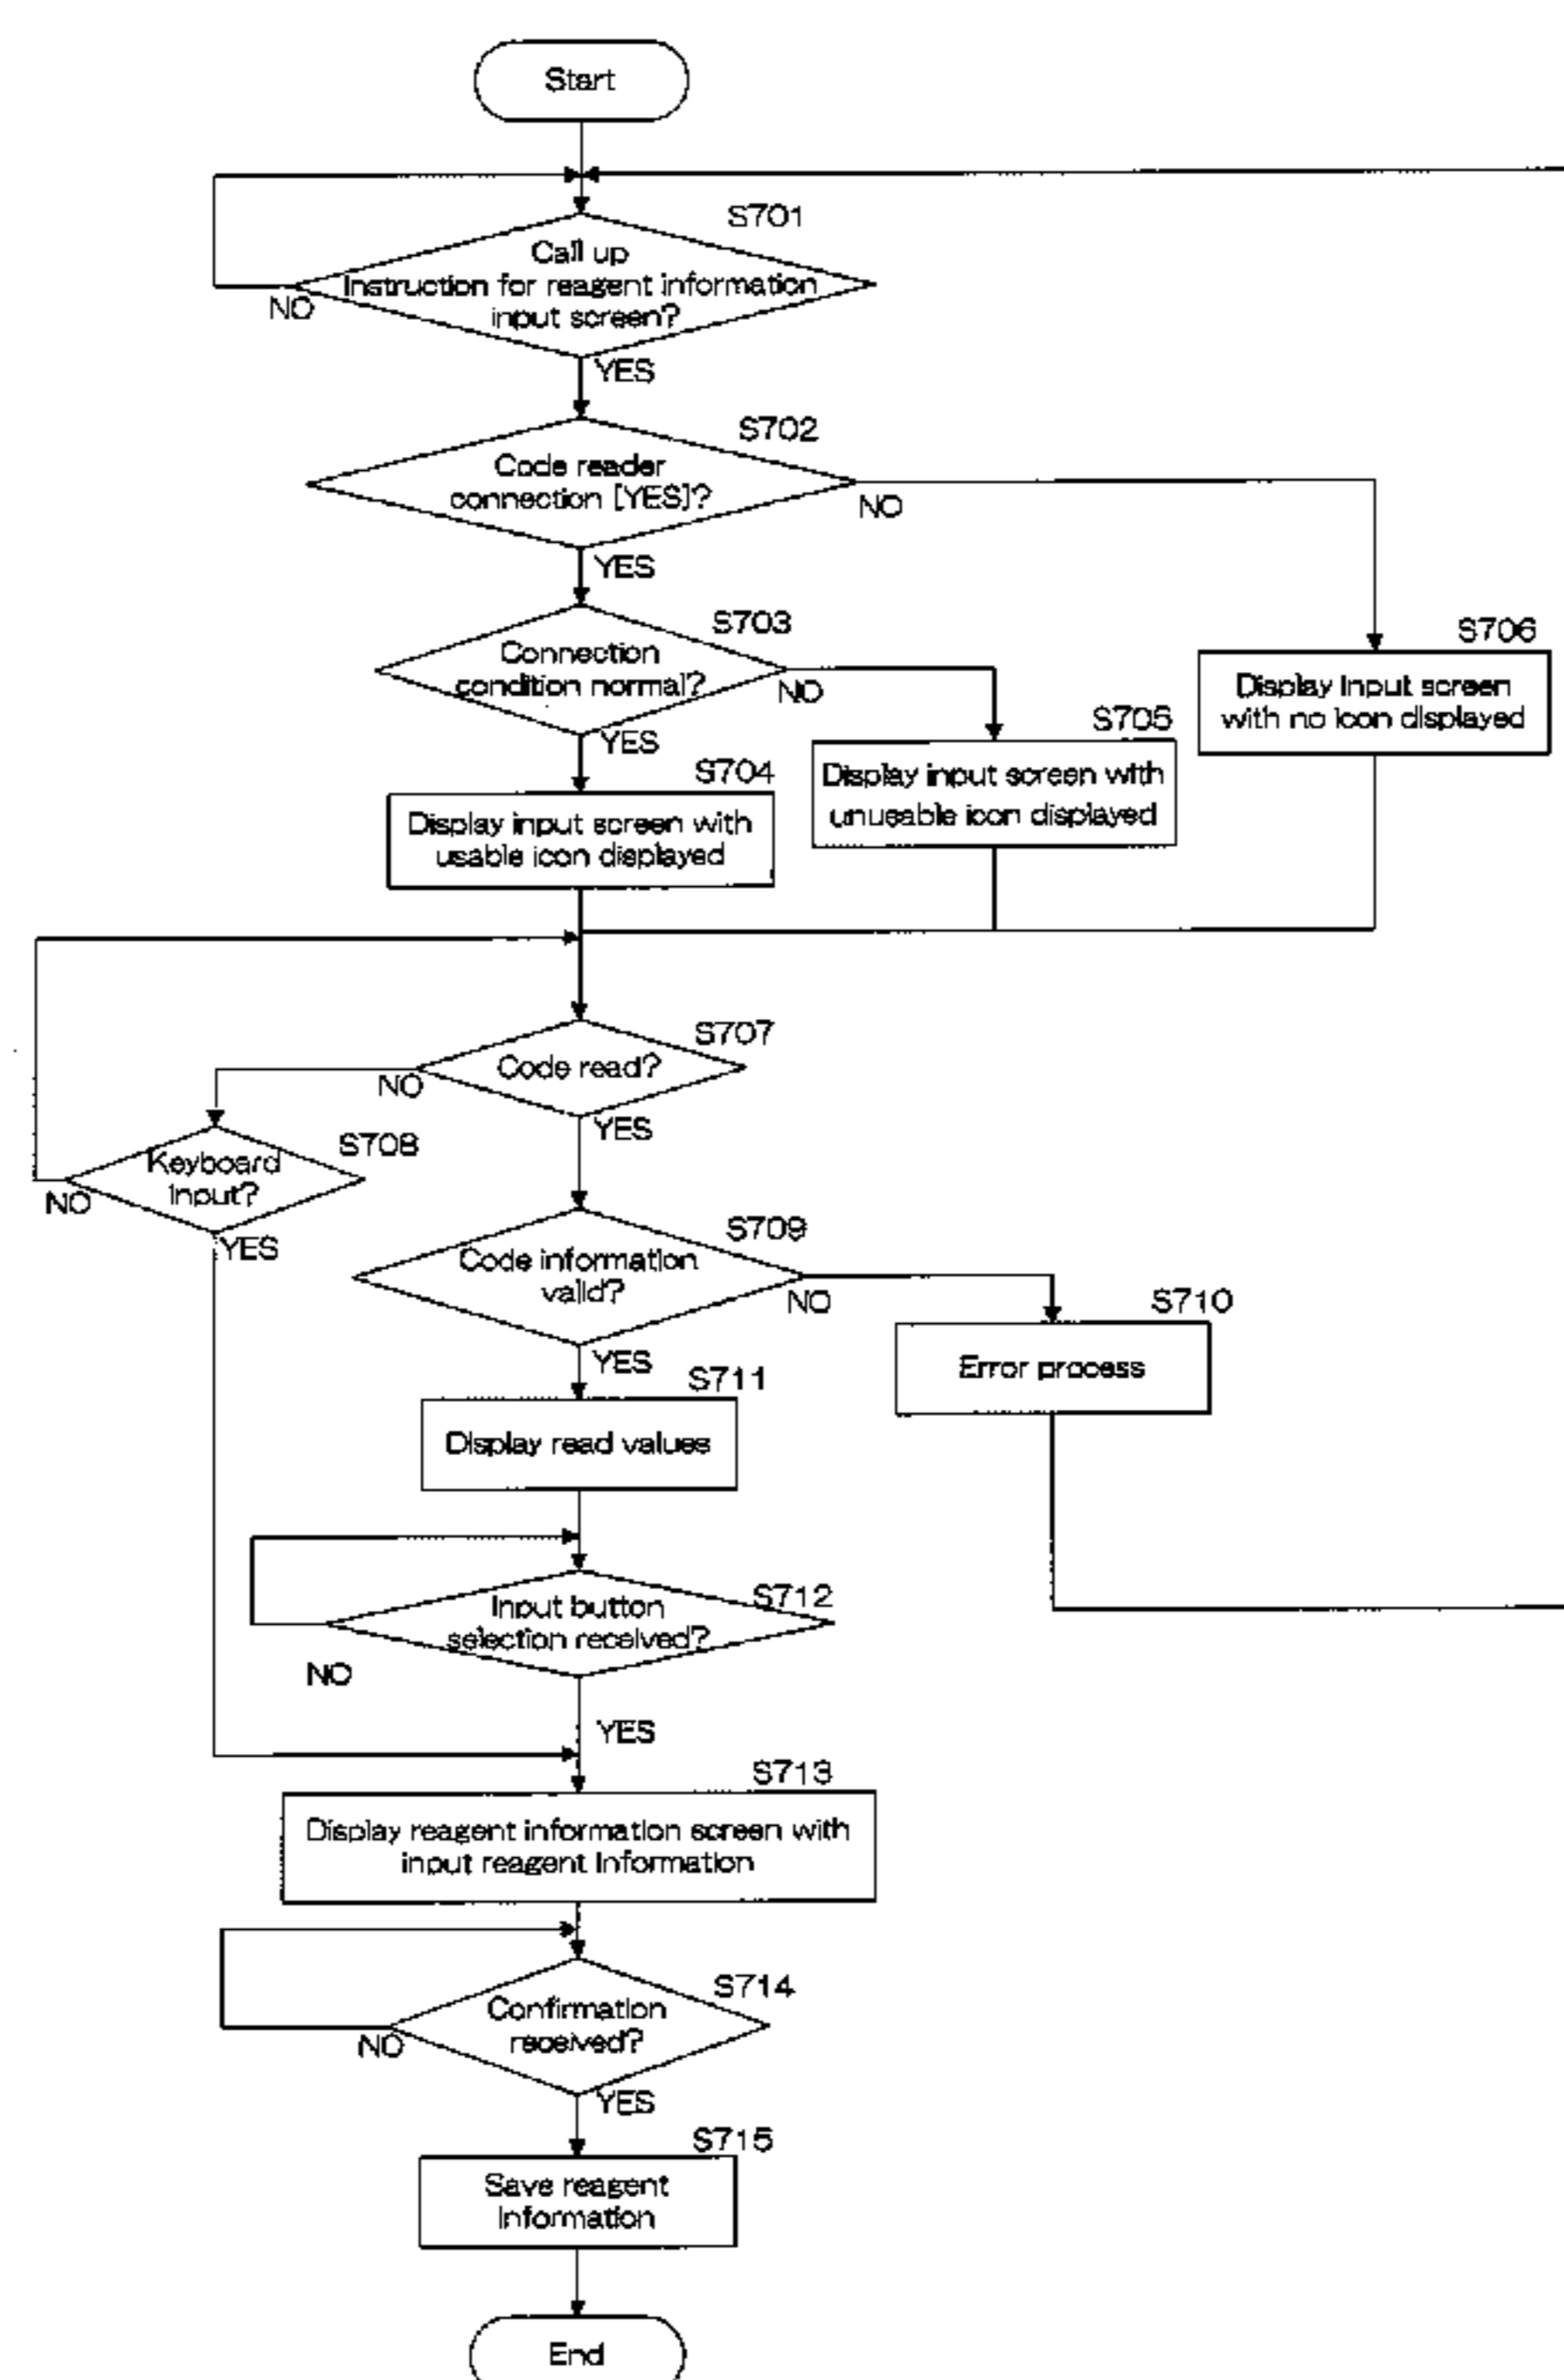 Start
S701
Call up
Instruction for reagent information
input screen?
NO
YES
S702
Code reader
connection [YES]?
NO
YES
S703
Connection
condition normal?
NO
YES
S706
Display Input screen
with no icon displayed
S705
Display input screen with
unuseable icon displayed
S704
Display input screen with
usable icon displayed
S707
Code read?
NO
YES
S708
Keyboard
Input?
NO
YES
S709
Code information
valid?
NO
YES
S710
Error process
S711
Display read values
S712
Input button
selection received?
NO
YES
S713
Display reagent information screen with
input reagent Information
S714
Confirmation
received?
NO
YES
S715
Save reagent
Information
End